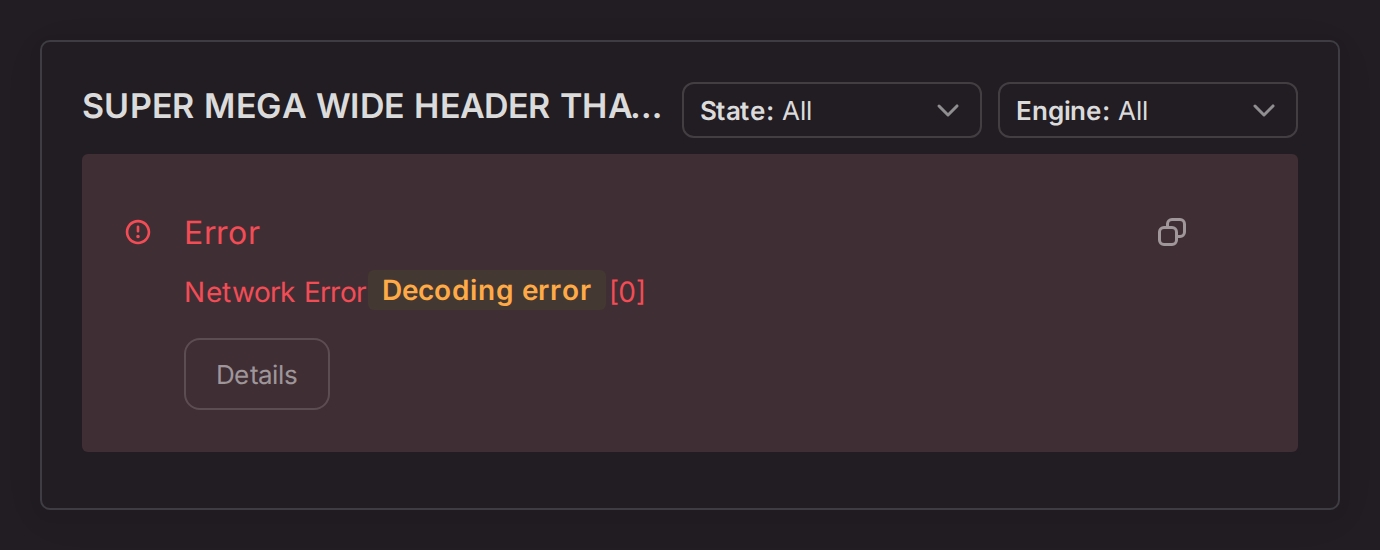 SUPER MEGA WIDE HEADER THA... State: All Engine: All
Error
Network Error Decoding error [0]
Details